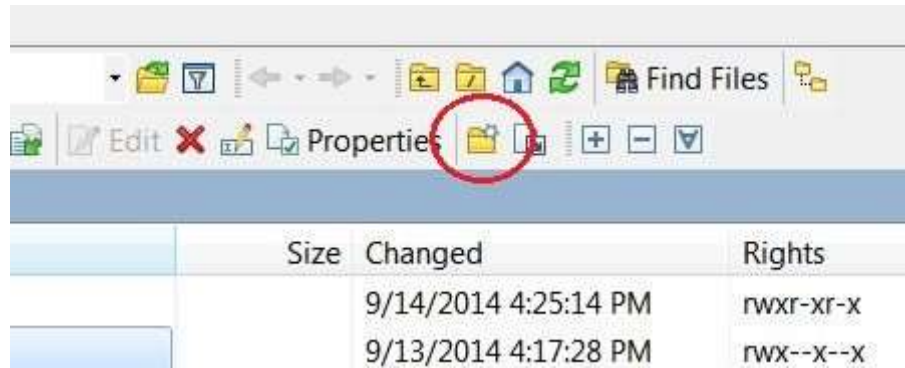 Find Files
Edit Properties
Size Changed Rights
9/14/2014 4:25:14 PM rwxr-xr-x
9/13/2014 4:17:28 PM rwx--x--x